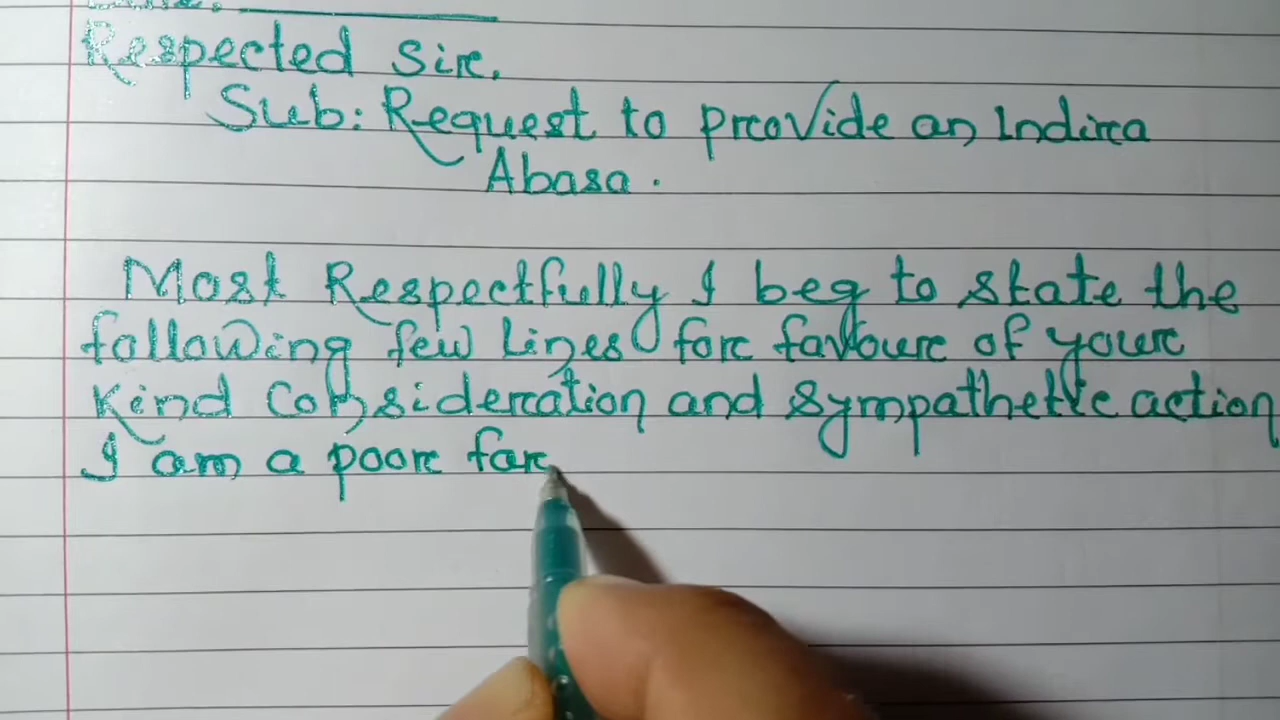 Respected Sir,
Sub: Request to provide an Indira
Abasa.
Most Respectfully I beg to state the
following few lines for favour of your
Kind Consideration and sympathetic action
I am a poor far